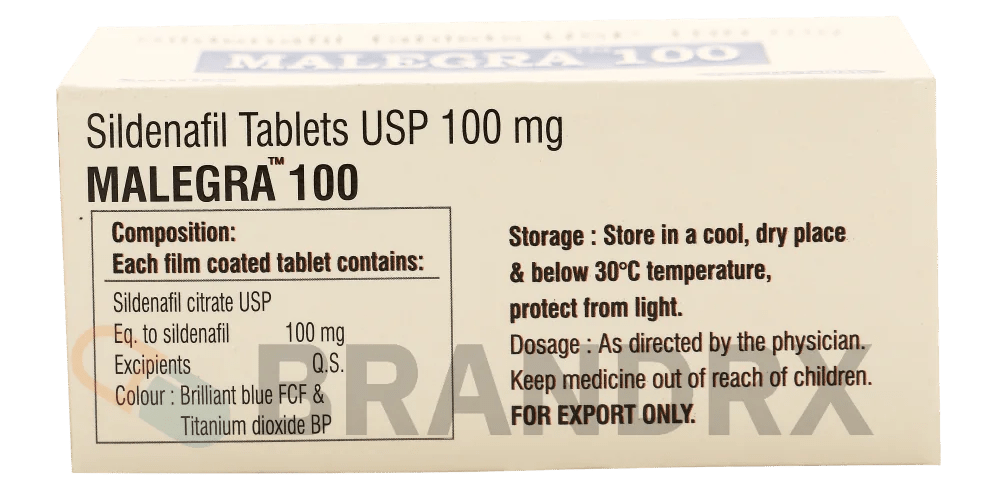 MALEGRA™ 100
Sildenafil Tablets USP 100 mg
MALEGRA™ 100
Composition:
Each film coated tablet contains:
Sildenafil citrate USP
Eq. to sildenafil 100 mg
Excipients Q.S.
Colour : Brilliant blue FCF &
Titanium dioxide BP
Storage : Store in a cool, dry place
& below 30°C temperature,
protect from light.
Dosage : As directed by the physician.
Keep medicine out of reach of children.
FOR EXPORT ONLY.
BRANDRX